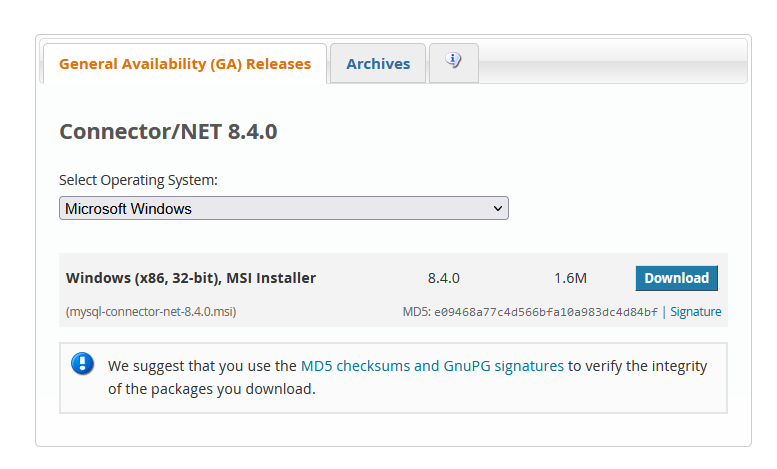 General Availability (GA) Releases Archives
Connector/NET 8.4.0
Select Operating System:
Microsoft Windows
Windows (x86, 32-bit), MSI Installer 8.4.0 1.6M Download
(mysql-connector-net-8.4.0.msi) MD5: e09468a77c4d566bfa10a983dc4d84bf | Signature
We suggest that you use the MD5 checksums and GnuPG signatures to verify the integrity
of the packages you download.